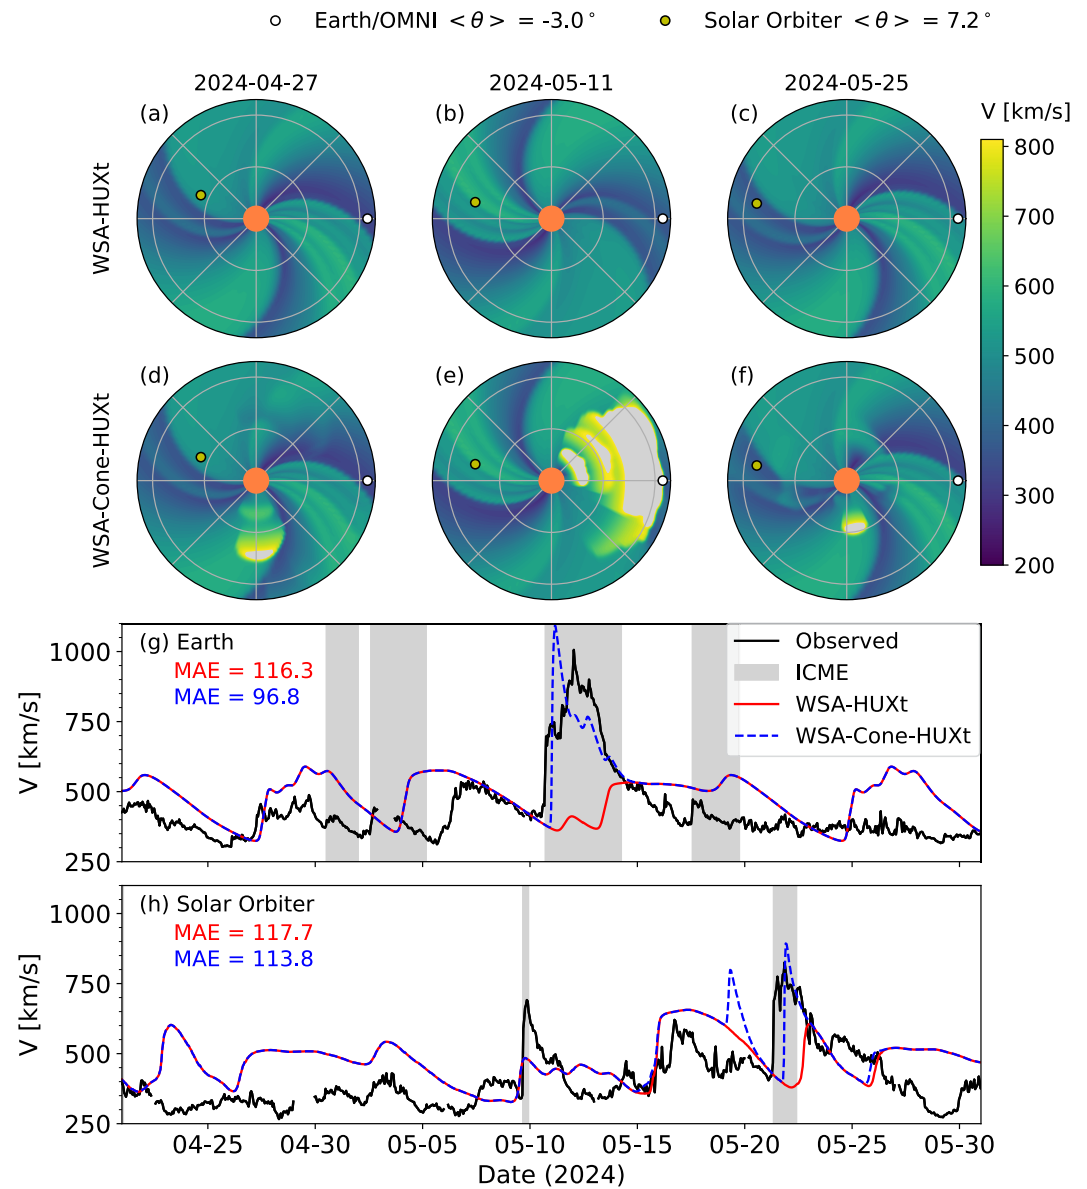 Earth/OMNI < θ > = -3.0°
Solar Orbiter < θ > = 7.2°
2024-04-27
2024-05-11
2024-05-25
V [km/s]
WSA-HUXt
(a)
(b)
(c)
WSA-Cone-HUXt
(d)
(e)
(f)
800
700
600
500
400
300
200
V [km/s]
1000
750
500
250
(g) Earth
MAE = 116.3
MAE = 96.8
Observed
ICME
WSA-HUXt
WSA-Cone-HUXt
V [km/s]
1000
750
500
250
(h) Solar Orbiter
MAE = 117.7
MAE = 113.8
04-25
04-30
05-05
05-10
05-15
05-20
05-25
05-30
Date (2024)